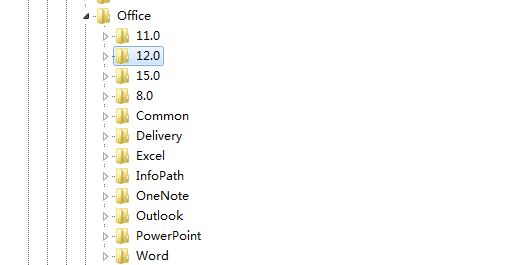 Office
11.0
12.0
15.0
8.0
Common
Delivery
Excel
InfoPath
OneNote
Outlook
PowerPoint
Word